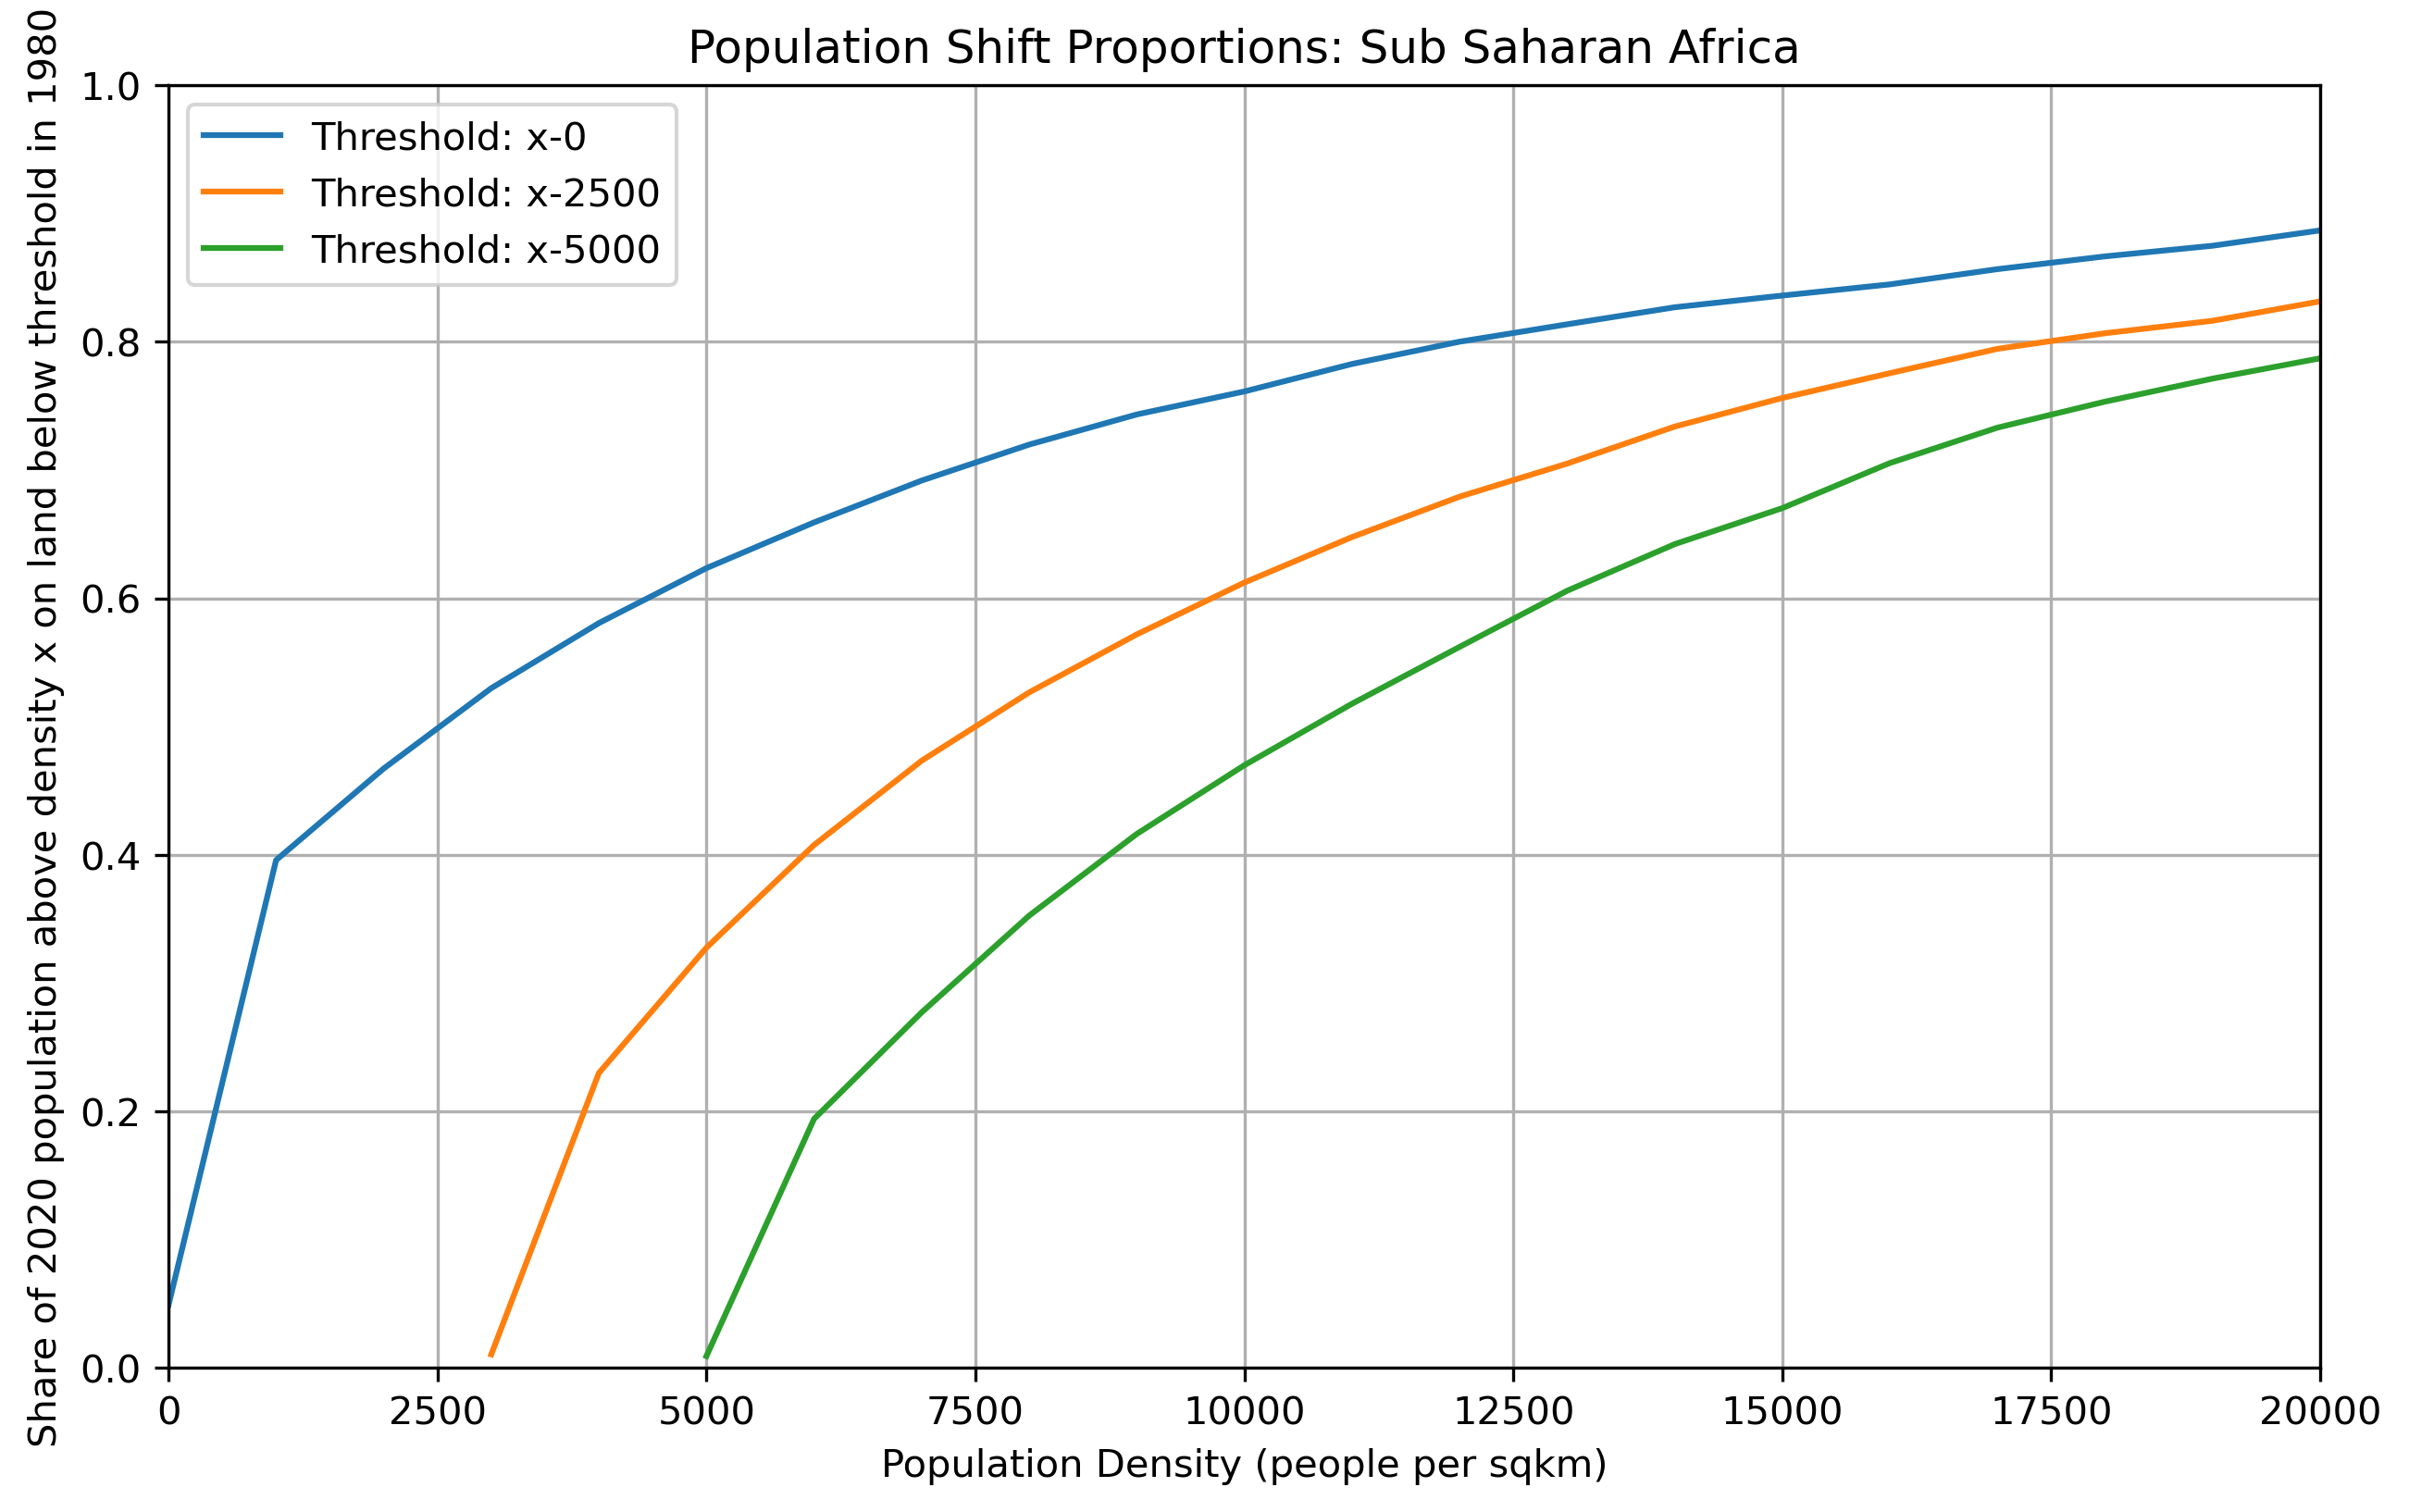 Population Shift Proportions: Sub Saharan Africa
Share of 2020 population above density x on land below threshold in 1980
1.0
0.8
0.6
0.4
0.2
0.0
Threshold: x-0
Threshold: x-2500
Threshold: x-5000
0 2500 5000 7500 10000 12500 15000 17500 20000
Population Density (people per sqkm)